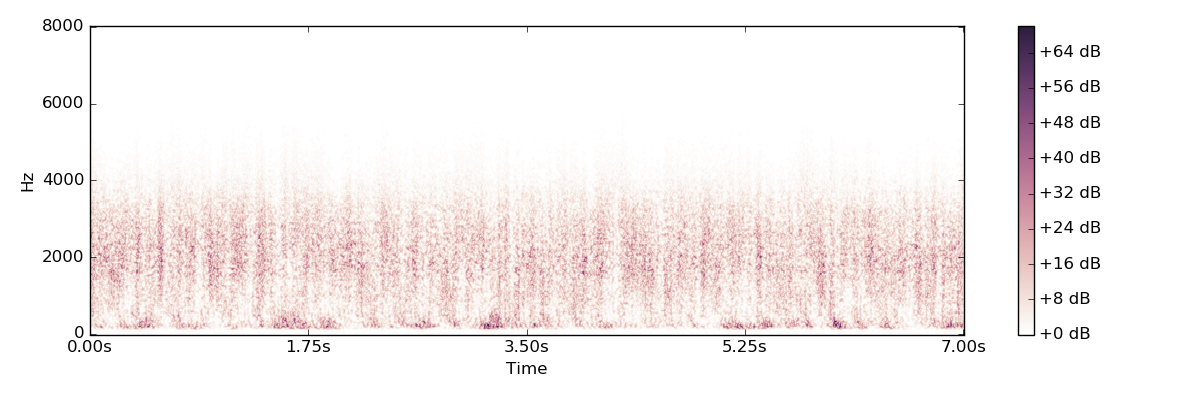 8000
6000
4000
2000
0
Hz
0.00s 1.75s 3.50s 5.25s 7.00s
Time
+64 dB
+56 dB
+48 dB
+40 dB
+32 dB
+24 dB
+16 dB
+8 dB
+0 dB